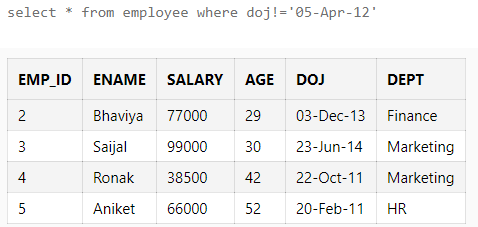 select * from employee where doj!='05-Apr-12'
EMP_ID ENAME SALARY AGE DOJ DEPT
2 Bhaviya 77000 29 03-Dec-13 Finance
3 Saijal 99000 30 23-Jun-14 Marketing
4 Ronak 38500 42 22-Oct-11 Marketing
5 Aniket 66000 52 20-Feb-11 HR